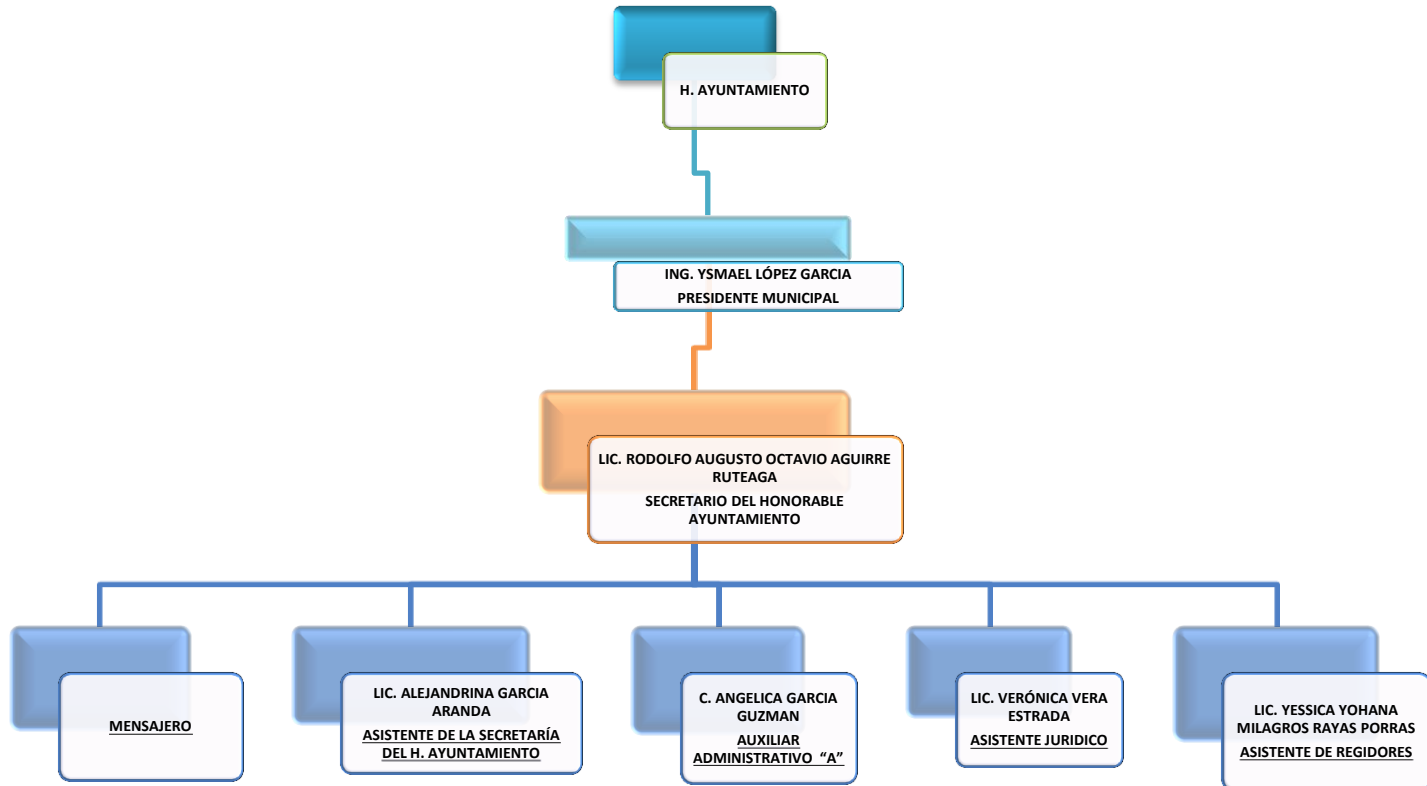 H. AYUNTAMIENTO
ING. YSMAEL LÓPEZ GARCIA
PRESIDENTE MUNICIPAL
LIC. RODOLFO AUGUSTO OCTAVIO AGUIRRE
RUTEAGA
SECRETARIO DEL HONORABLE
AYUNTAMIENTO
MENSAJERO
LIC. ALEJANDRINA GARCIA
ARANDA
ASISTENTE DE LA SECRETARÍA
DEL H. AYUNTAMIENTO
C. ANGELICA GARCIA
GUZMAN
AUXILIAR
ADMINISTRATIVO "A"
LIC. VERÓNICA VERA
ESTRADA
ASISTENTE JURIDICO
LIC. YESSICA YOHANA
MILAGROS RAYAS PORRAS
ASISTENTE DE REGIDORES